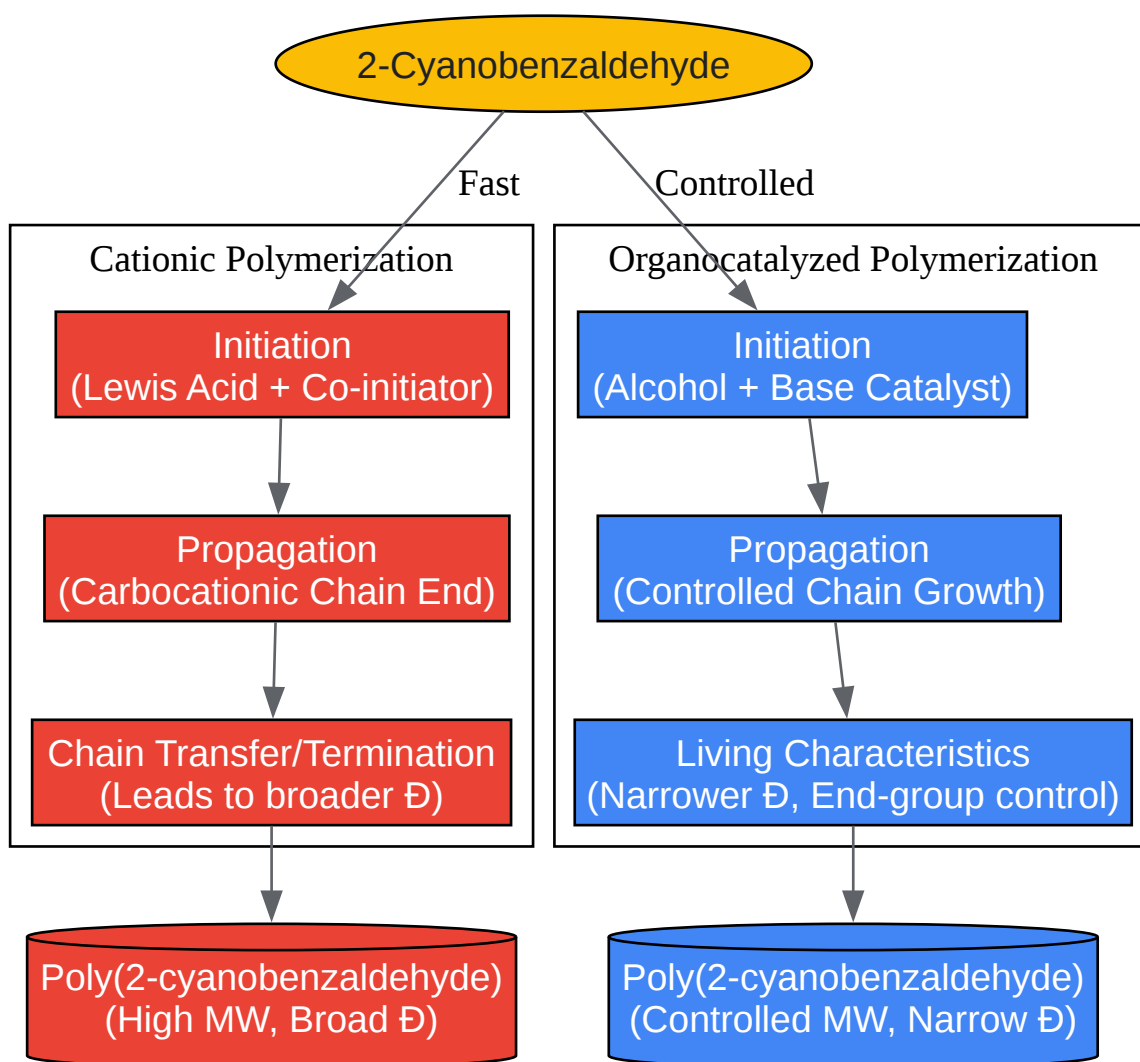 2-Cyanobenzaldehyde
Fast
Controlled
Cationic Polymerization
Initiation
(Lewis Acid + Co-initiator)
Propagation
(Carbocationic Chain End)
Chain Transfer/Termination
(Leads to broader Đ)
Poly(2-cyanobenzaldehyde)
(High MW, Broad Đ)
Organocatalyzed Polymerization
Initiation
(Alcohol + Base Catalyst)
Propagation
(Controlled Chain Growth)
Living Characteristics
(Narrower Đ, End-group control)
Poly(2-cyanobenzaldehyde)
(Controlled MW, Narrow Đ)